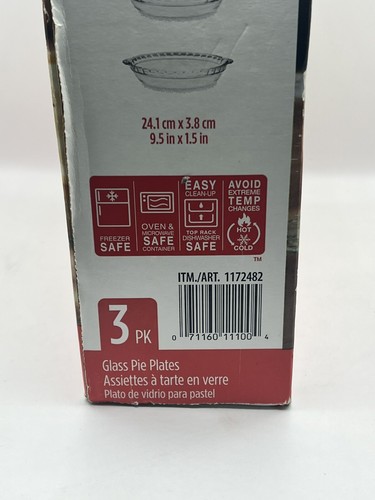 24.1 cm x 3.8 cm
9.5 in x 1.5 in
FREEZER
SAFE
OVEN &
MICROWAVE
SAFE
CONTAINER
EASY
CLEAN-UP
TOP RACK
DISHWASHER
SAFE
AVOID
EXTREME
TEMP
CHANGES
HOT
COLD
TM
ITM./ART. 1172482
3 PK
0 71160 11100 4
Glass Pie Plates
Assiettes à tarte en verre
Plato de vidrio para pastel